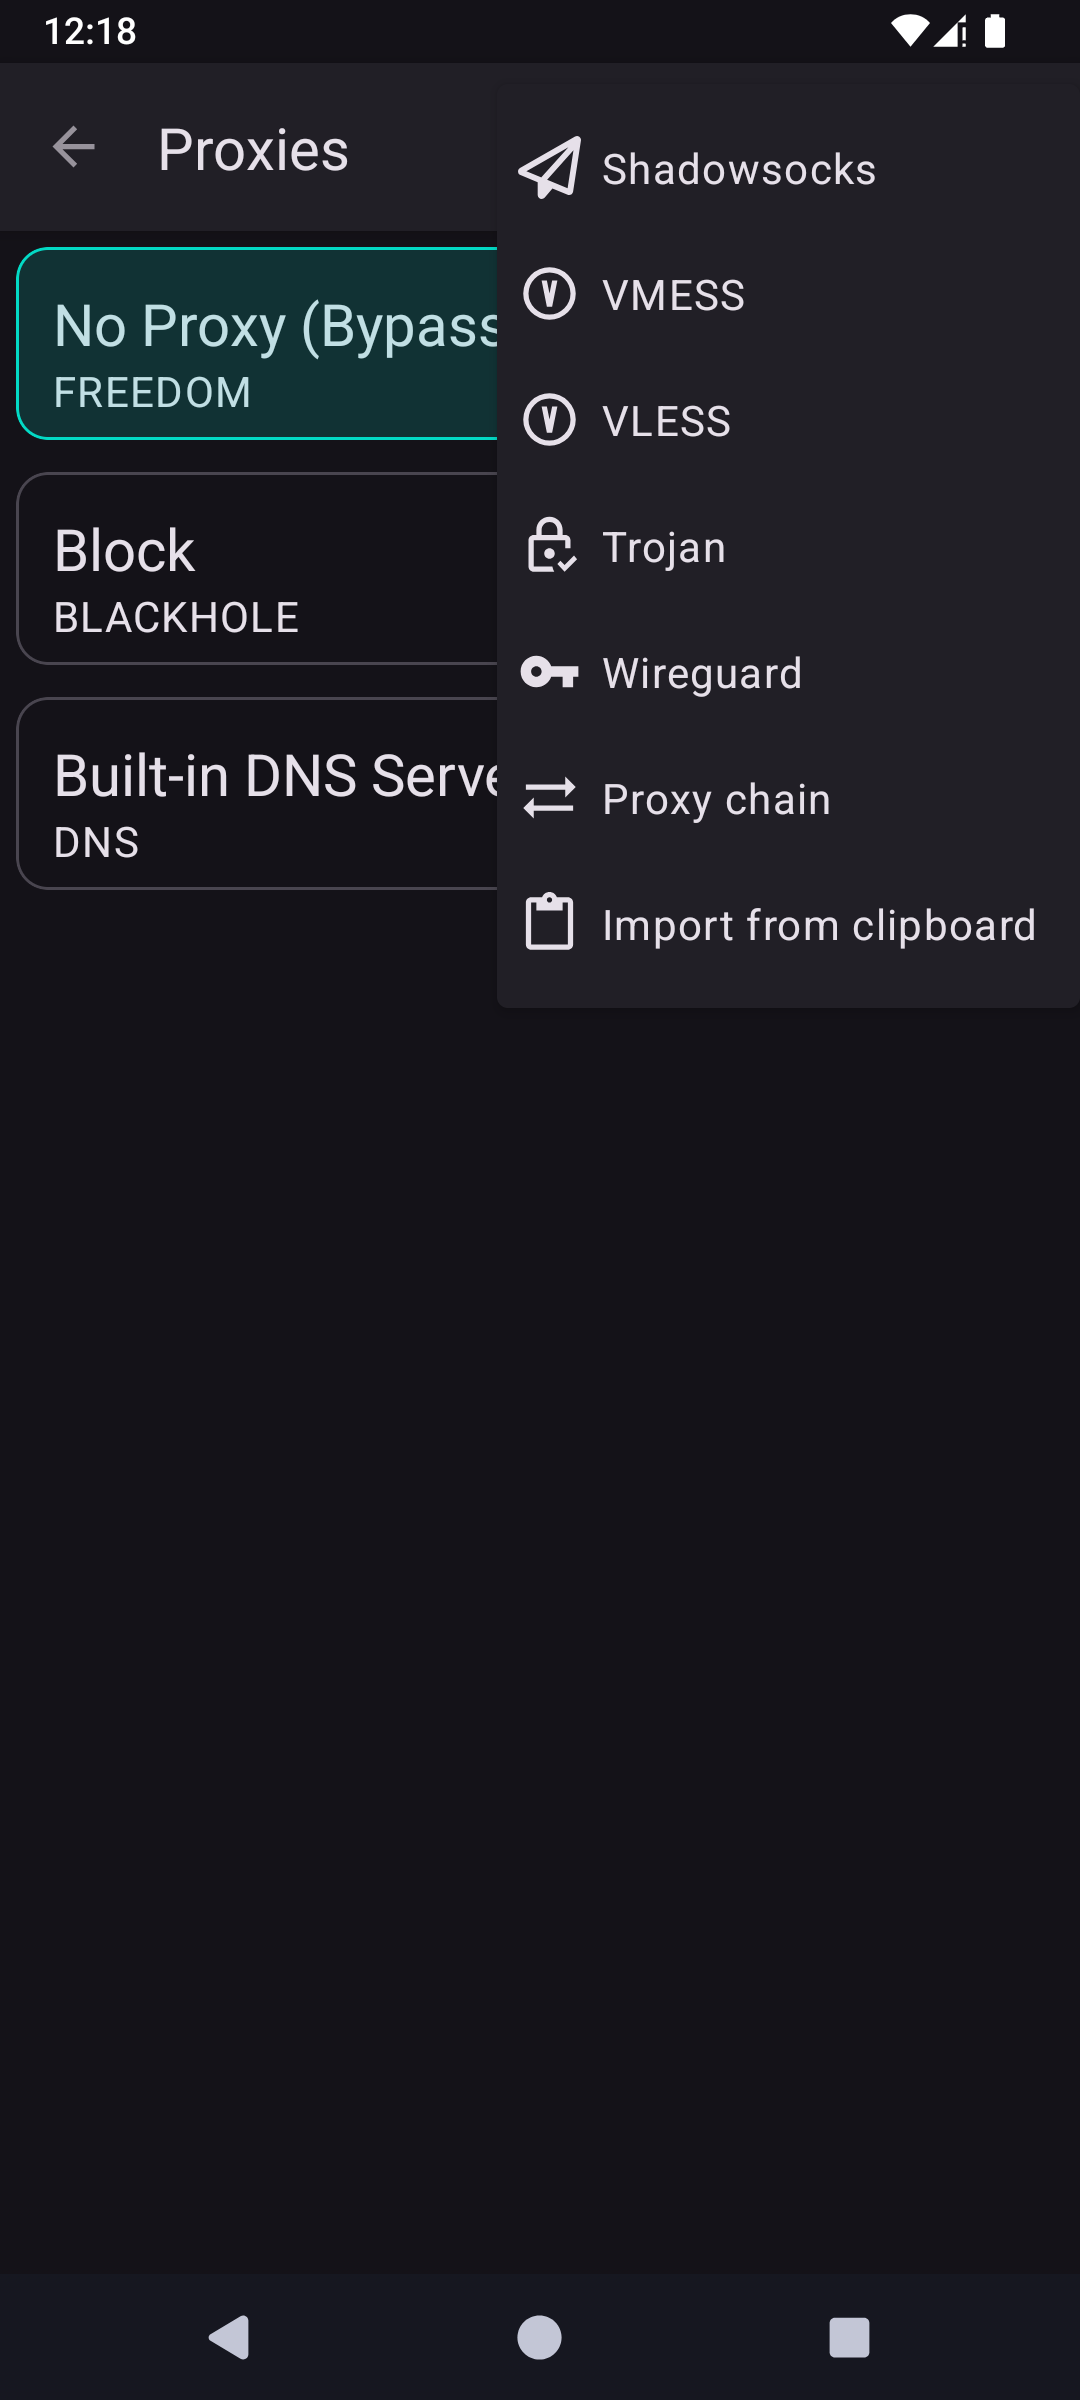 12:18
Proxies
No Proxy (Bypass
FREEDOM
Block
BLACKHOLE
Built-in DNS Serve
DNS
Shadowsocks
VMESS
VLESS
Trojan
Wireguard
Proxy chain
Import from clipboard